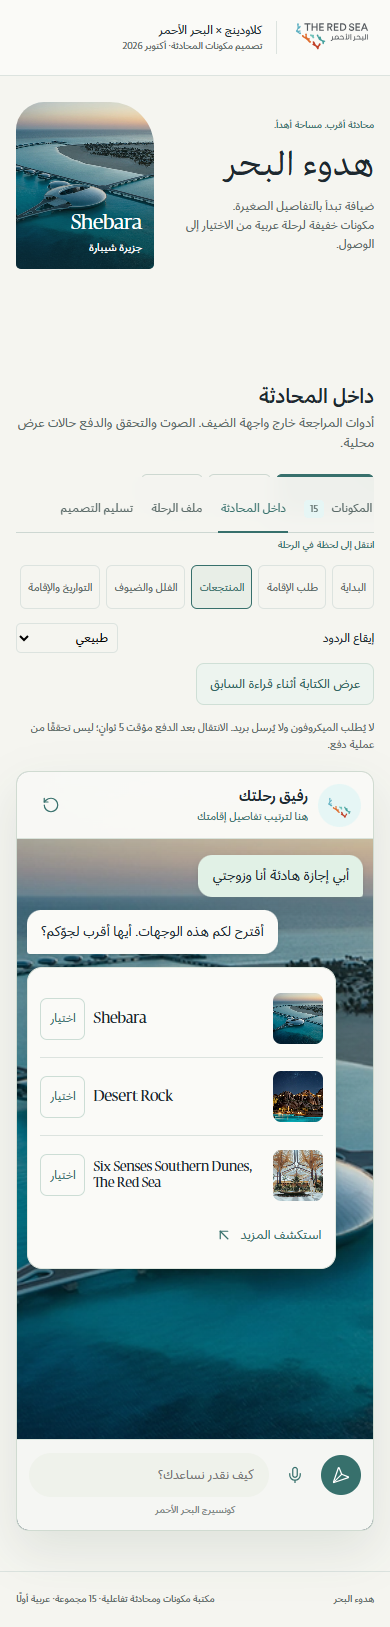 THE RED SEA
البحر الأحمر
كلاودينج × البحر الأحمر
تصميم مكونات المحادثة · أكتوبر 2026
محادثة أقرب. مساحة أهدأ.
هدوء البحر
ضيافة تبدأ بالتفاصيل الصغيرة.
مكونات خفيفة لرحلة عربية من الاختيار إلى
الوصول.
Shebara
جزيرة شيبارة
داخل المحادثة
أدوات المراجعة خارج واجهة الضيف. الصوت والتحقق والدفع حالات عرض
محلية.
المكونات 15
داخل المحادثة
ملف الرحلة
تسليم التصميم
انتقل إلى لحظة في الرحلة
البداية
طلب الإقامة
المنتجعات
الفلل والضيوف
التواريخ والإقامة
إيقاع الردود
طبيعي
عرض الكتابة أثناء قراءة السابق
لا يُطلب الميكروفون ولا يُرسل بريد. الانتقال بعد الدفع مؤقت 5 ثوانٍ؛ ليس تحققًا من
عملية دفع.
رفيق رحلتك
هنا لترتيب تفاصيل إقامتك
أبي إجازة هادئة أنا وزوجتي
أقترح لكم هذه الوجهات. أيها أقرب لجوّكم؟
Shebara
اختيار
Desert Rock
اختيار
Six Senses Southern Dunes,
The Red Sea
اختيار
استكشف المزيد
كيف نقدر نساعدك؟
كونسيرج البحر الأحمر
هدوء البحر
مكتبة مكونات ومحادثة تفاعلية · 15 مجموعة · عربية أولًا